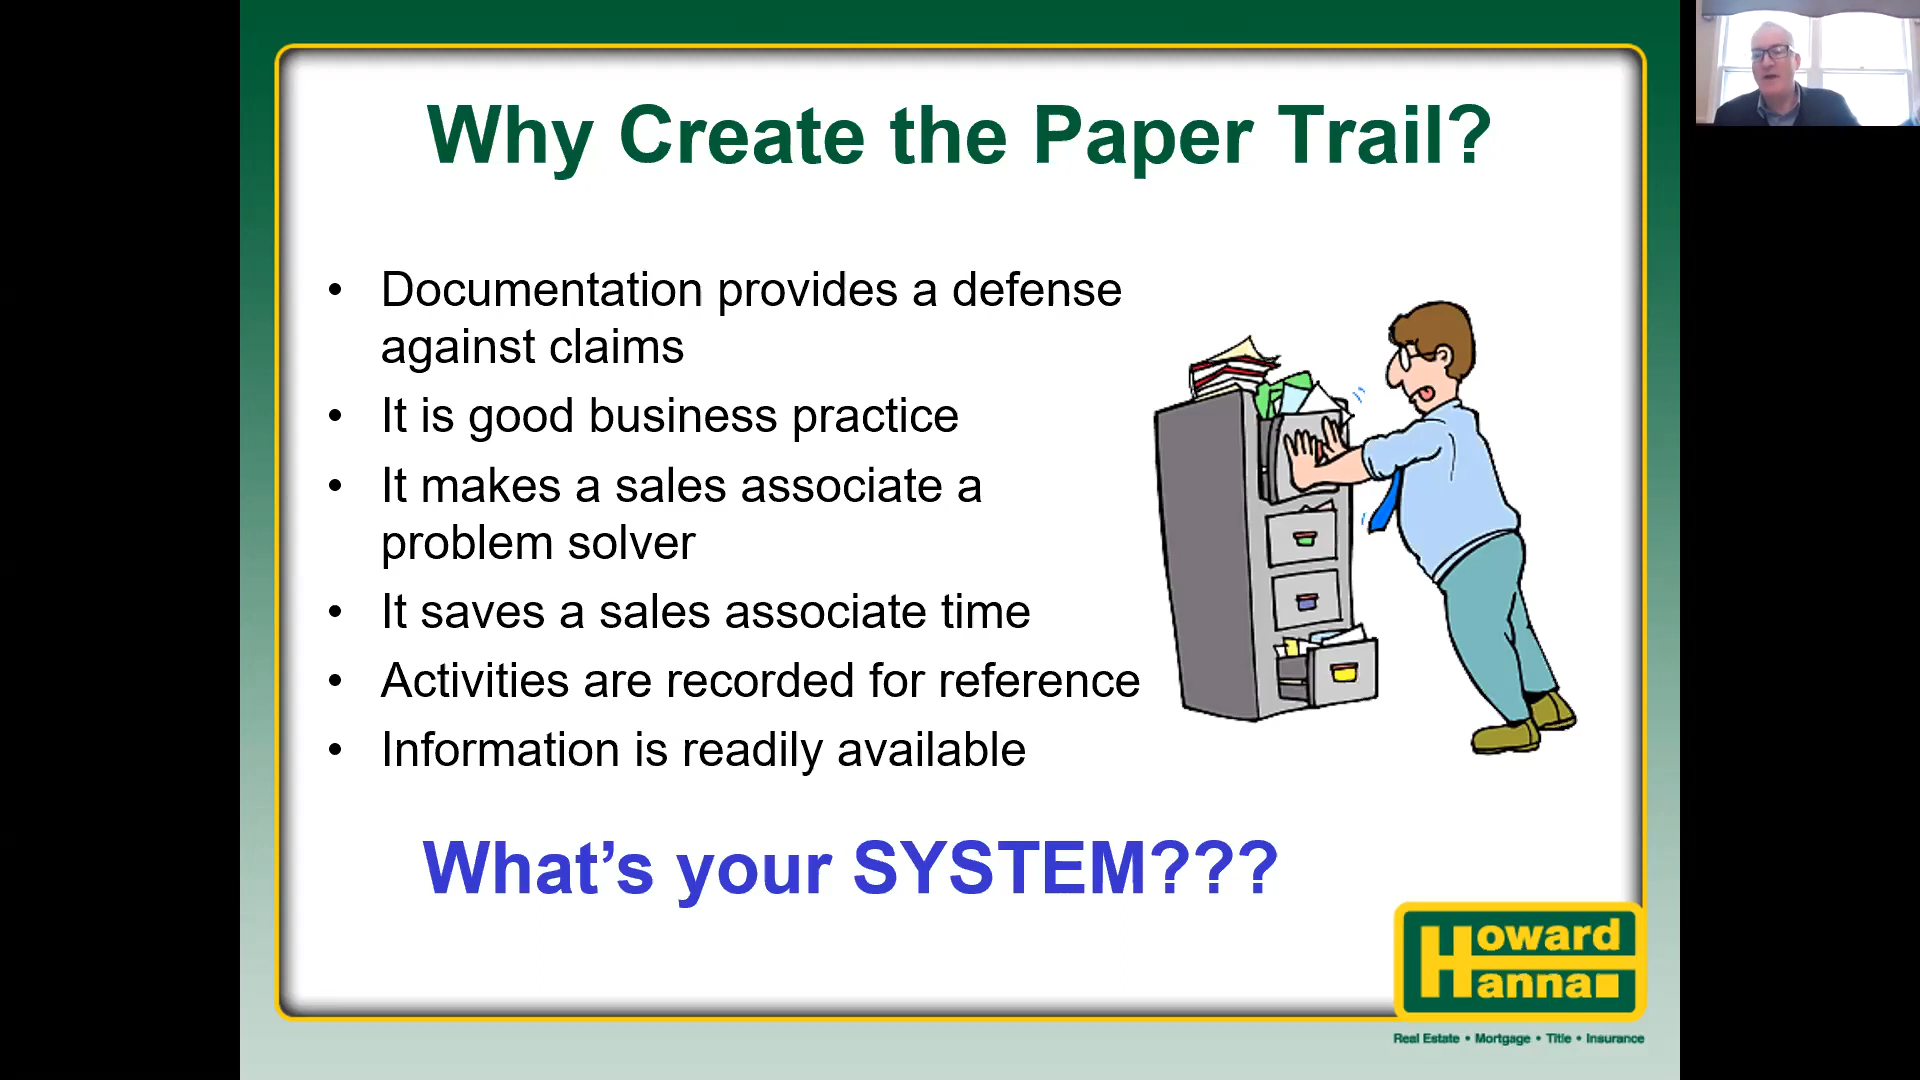 Why Create the Paper Trail?
• Documentation provides a defense
against claims
• It is good business practice
• It makes a sales associate a
problem solver
• It saves a sales associate time
• Activities are recorded for reference
• Information is readily available
What’s your SYSTEM???
Howard
Hanna
Real Estate • Mortgage • Title • Insurance